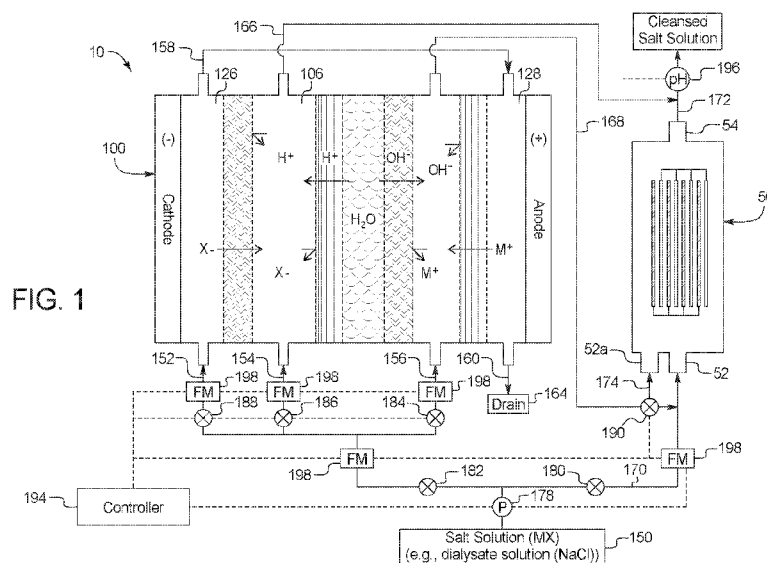 Cleansed
Salt Solution
166
10
158
126
106
128
pH
196
172
168
54
100
(-)
(+)
H+
H+
OH-
OH-
H2O
X-
X-
M+
M+
Cathode
Anode
50
FIG. 1
152
154
156
160
52a
174
52
FM
198
FM
198
FM
198
Drain
164
188
186
184
190
FM
198
FM
198
182
180
170
194
Controller
P
178
Salt Solution (MX)
(e.g., dialysate solution (NaCl))
150